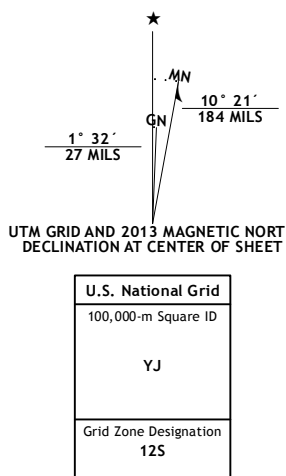 ★
MN
GN
10° 21´
184 MILS
1° 32´
27 MILS
UTM GRID AND 2013 MAGNETIC NORT
DECLINATION AT CENTER OF SHEET
U.S. National Grid
100,000-m Square ID
YJ
Grid Zone Designation
12S